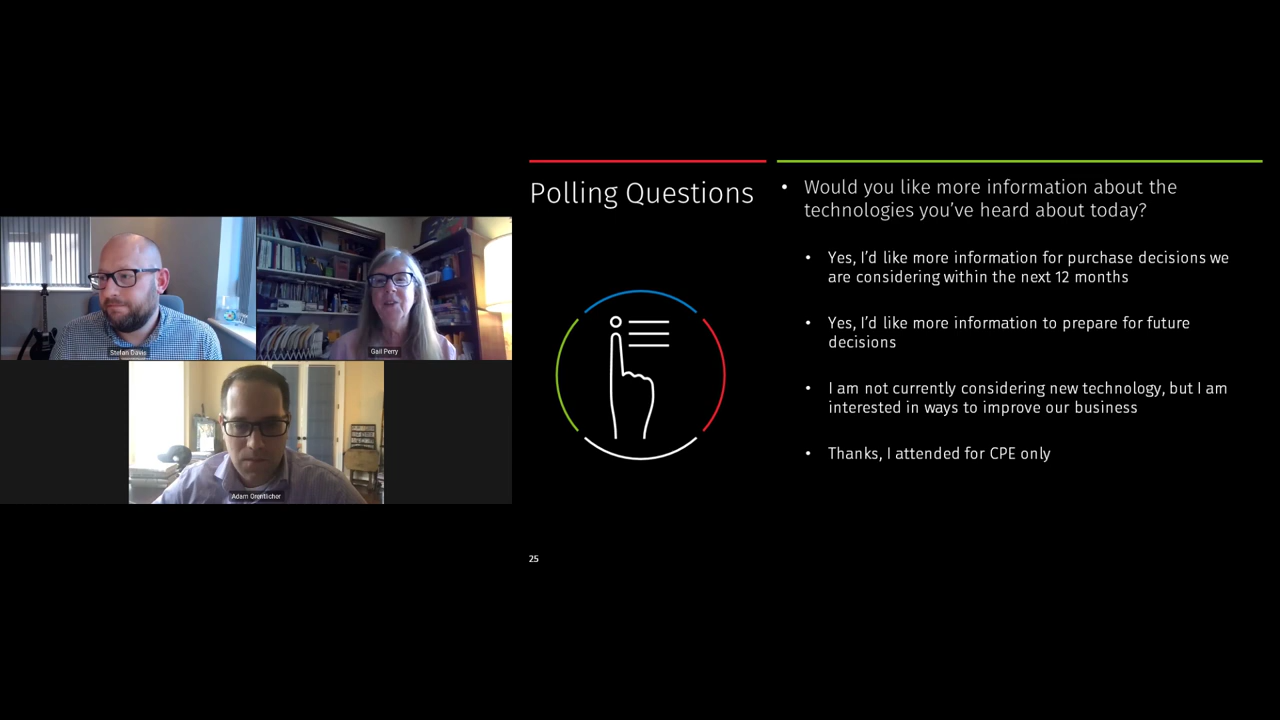 Polling Questions
• Would you like more information about the
technologies you’ve heard about today?
• Yes, I’d like more information for purchase decisions we
are considering within the next 12 months
• Yes, I’d like more information to prepare for future
decisions
• I am not currently considering new technology, but I am
interested in ways to improve our business
• Thanks, I attended for CPE only
Stefan Davis
Gail Perry
Adam Orentlicher
25